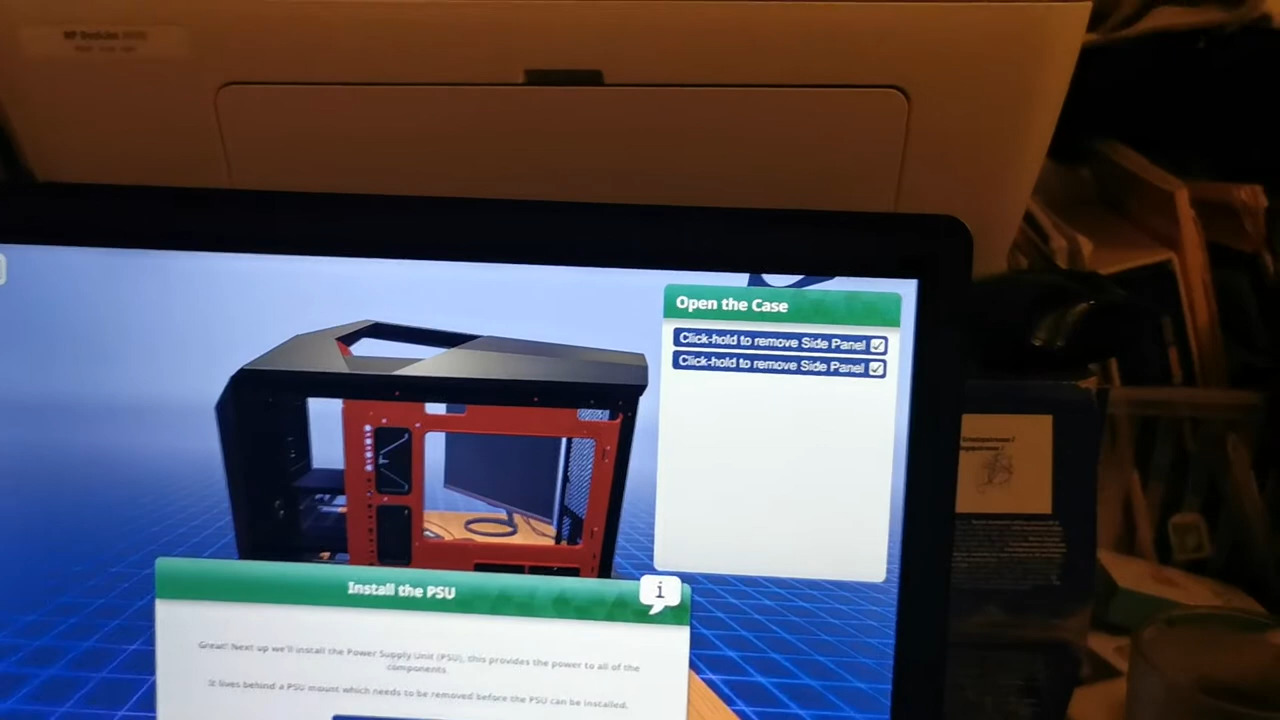 HP DeskJet
Open the Case
Click-hold to remove Side Panel
Click-hold to remove Side Panel
Install the PSU
i
Great! Next up we'll install the Power Supply Unit (PSU), this provides the power to all of the
components.
It lives behind a PSU mount which needs to be removed before the PSU can be installed.